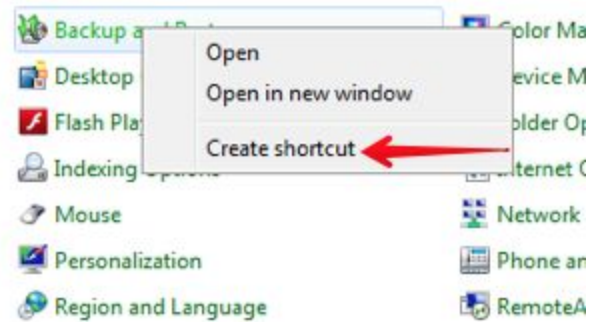 Backup a
Open
Open in new window
Create shortcut
Desktop
Flash Pla
Indexing
Mouse
Personalization
Region and Language
Color Ma
evice M
older Op
nternet O
Network
Phone an
RemoteA